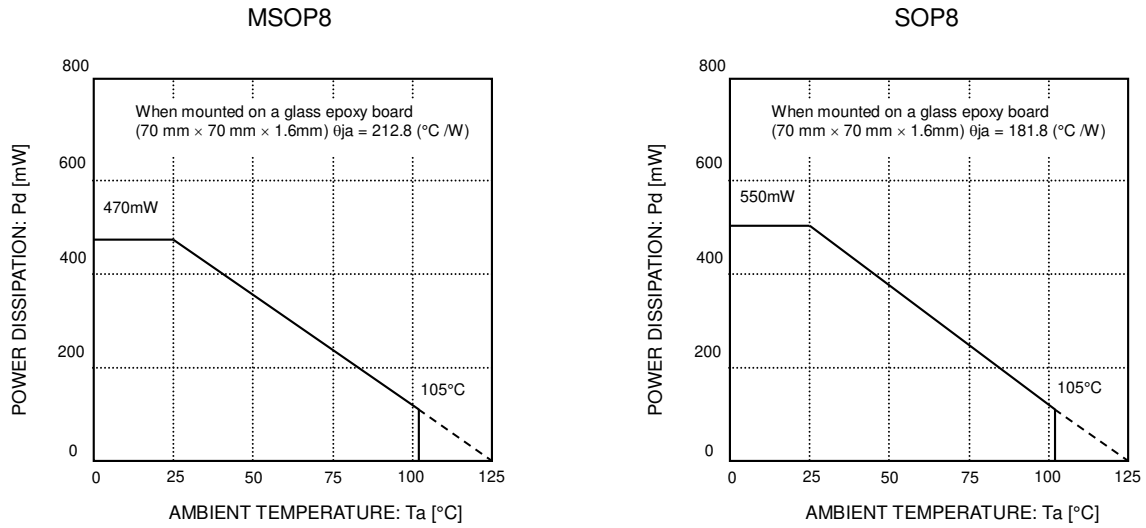 MSOP8
800
When mounted on a glass epoxy board
(70 mm × 70 mm × 1.6mm) θja = 212.8 (°C /W)
600
470mW
400
200
105°C
0
0 25 50 75 100 125
POWER DISSIPATION: Pd [mW]
AMBIENT TEMPERATURE: Ta [°C]
SOP8
800
When mounted on a glass epoxy board
(70 mm × 70 mm × 1.6mm) θja = 181.8 (°C /W)
600
550mW
400
200
105°C
0
0 25 50 75 100 125
POWER DISSIPATION: Pd [mW]
AMBIENT TEMPERATURE: Ta [°C]